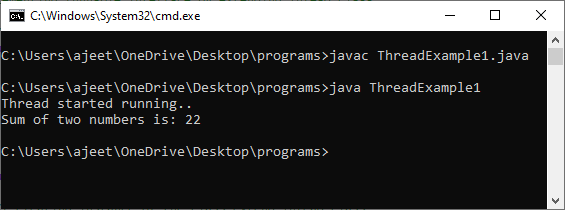 C:\Windows\System32\cmd.exe
C:\Users\ajeet\OneDrive\Desktop\programs>javac ThreadExample1.java
C:\Users\ajeet\OneDrive\Desktop\programs>java ThreadExample1
Thread started running..
Sum of two numbers is: 22
C:\Users\ajeet\OneDrive\Desktop\programs>